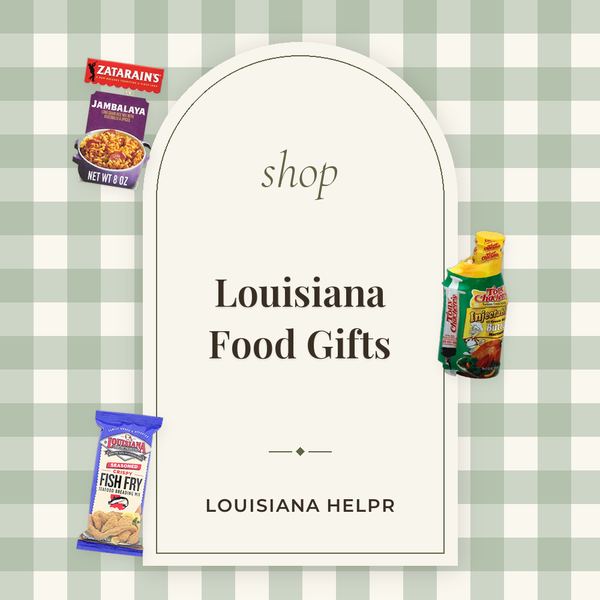 ZATARAIN'S
JAMBALAYA
NET WT 8 OZ
shop
Louisiana
Food Gifts
Tony
Chachere's
Injectable
LOUISIANA
SEASONED
CRISPY
FISH FRY
SEAFOOD BREADING MIX
LOUISIANA HELPR